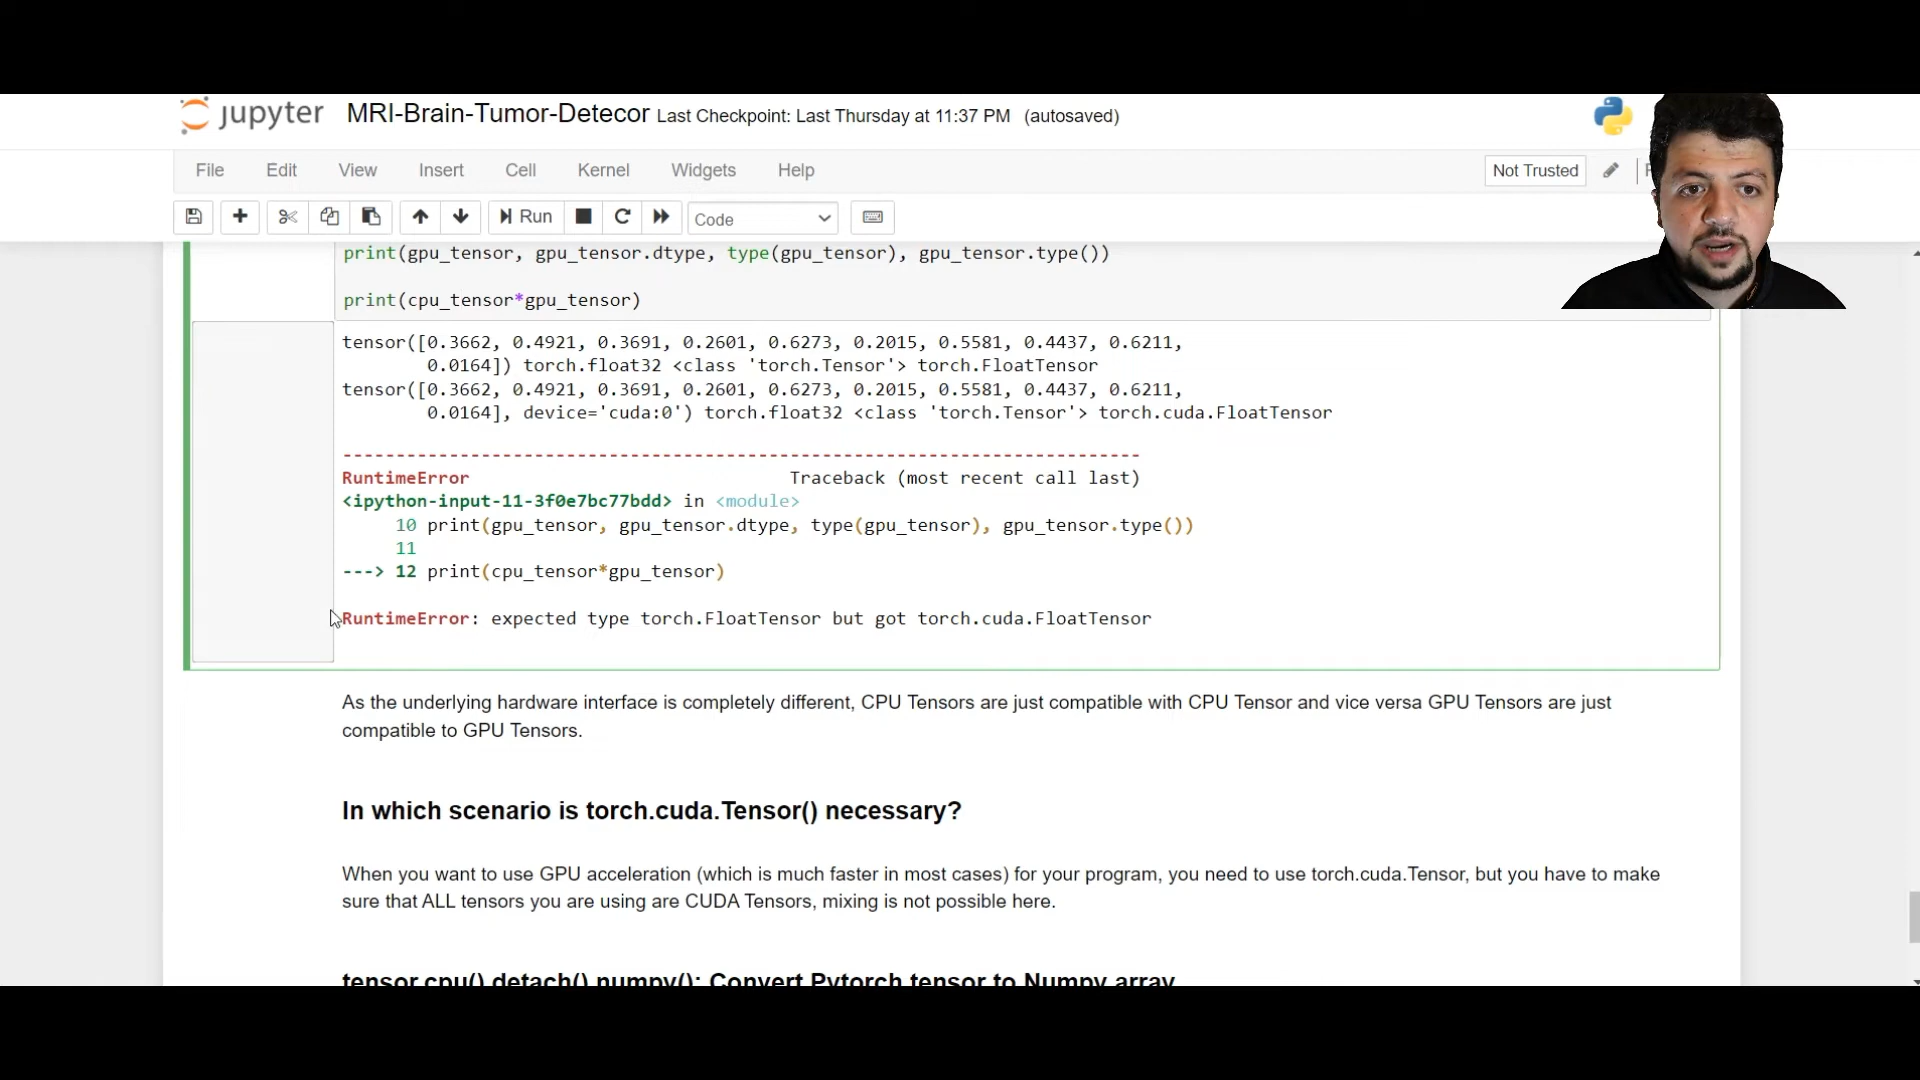 jupyter MRI-Brain-Tumor-Detecor Last Checkpoint: Last Thursday at 11:37 PM (autosaved)
File Edit View Insert Cell Kernel Widgets Help Not Trusted
Run Code
print(gpu_tensor, gpu_tensor.dtype, type(gpu_tensor), gpu_tensor.type())
print(cpu_tensor*gpu_tensor)
tensor([0.3662, 0.4921, 0.3691, 0.2601, 0.6273, 0.2015, 0.5581, 0.4437, 0.6211,
0.0164]) torch.float32 <class 'torch.Tensor'> torch.FloatTensor
tensor([0.3662, 0.4921, 0.3691, 0.2601, 0.6273, 0.2015, 0.5581, 0.4437, 0.6211,
0.0164], device='cuda:0') torch.float32 <class 'torch.Tensor'> torch.cuda.FloatTensor
---------------------------------------------------------------------------
RuntimeError Traceback (most recent call last)
<ipython-input-11-3f0e7bc77bdd> in <module>
10 print(gpu_tensor, gpu_tensor.dtype, type(gpu_tensor), gpu_tensor.type())
11
---> 12 print(cpu_tensor*gpu_tensor)
RuntimeError: expected type torch.FloatTensor but got torch.cuda.FloatTensor
As the underlying hardware interface is completely different, CPU Tensors are just compatible with CPU Tensor and vice versa GPU Tensors are just
compatible to GPU Tensors.
In which scenario is torch.cuda.Tensor() necessary?
When you want to use GPU acceleration (which is much faster in most cases) for your program, you need to use torch.cuda.Tensor, but you have to make
sure that ALL tensors you are using are CUDA Tensors, mixing is not possible here.
tensor.cpu().detach().numpy(): Convert Pytorch tensor to Numpy array